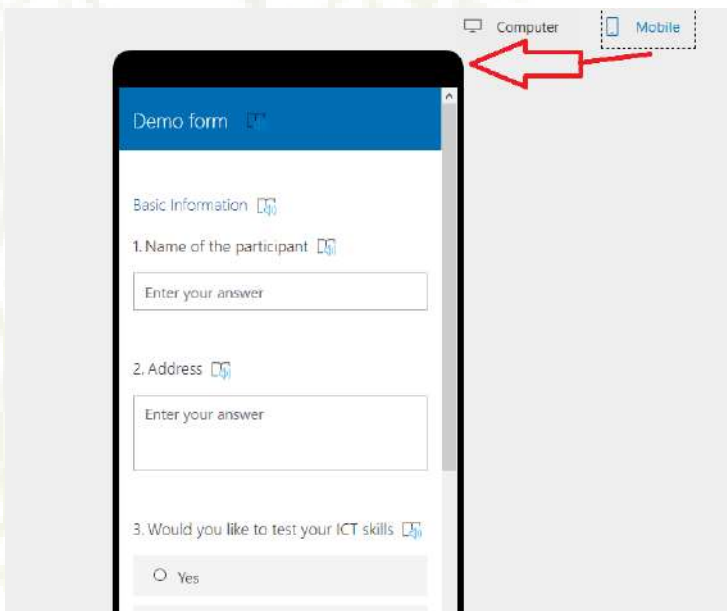 Computer Mobile
Demo form
Basic Information
1. Name of the participant
Enter your answer
2. Address
Enter your answer
3. Would you like to test your ICT skills
Yes